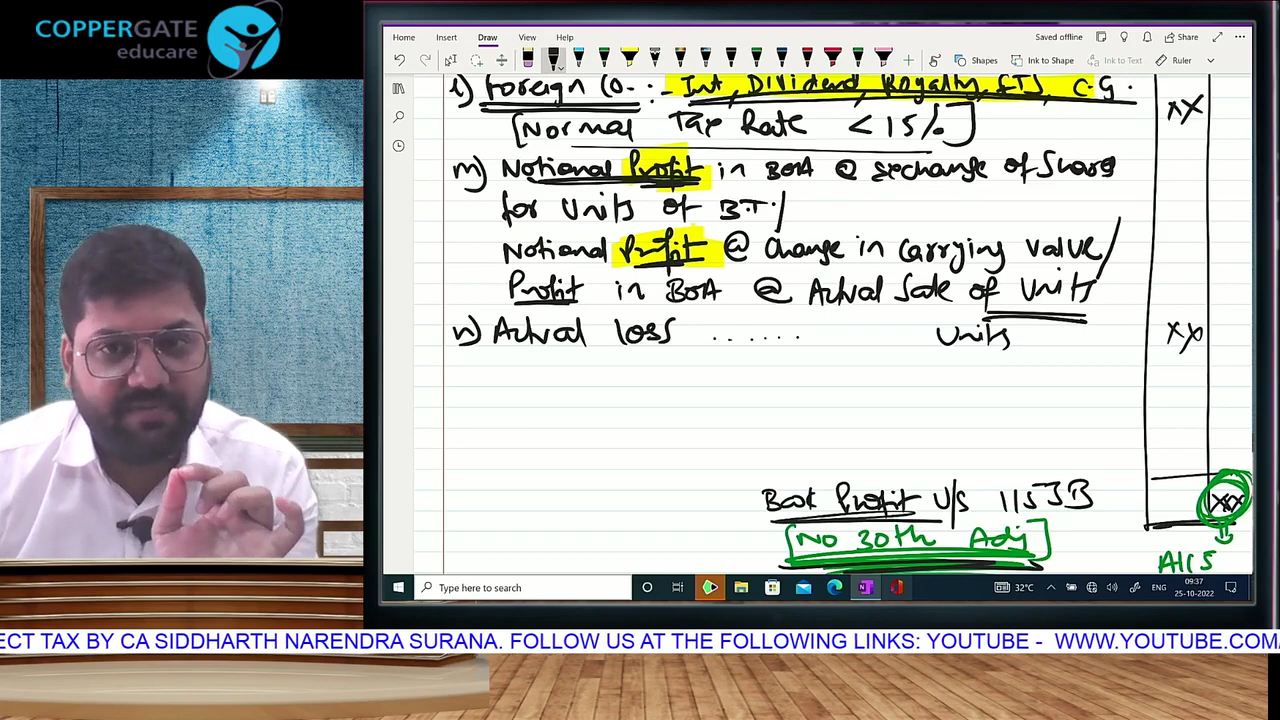 COPPERGATE
educare
Home Insert Draw View Help
Saved offline
Share
Shapes
Ink to Shape
Ink to Text
Ruler
l) Foreign Co. :- Int, Dividend, Royalty, FTS, C.G.
[Normal Tax Rate < 15%]
XX
m) Notional Profit in BOA @ exchange of Shares
for Units of B.T./
Notional Profit @ Change in Carrying value/
Profit in BOA @ Actual Sale of Units
n) Actual loss ...... Units
XX
Book Profit U/s 115JB
XXX
[No 30th Adj]
A115
Type here to search
32°C
ENG
09:37
25-10-2022
ECT TAX BY CA SIDDHARTH NARENDRA SURANA. FOLLOW US AT THE FOLLOWING LINKS: YOUTUBE - WWW.YOUTUBE.COM/